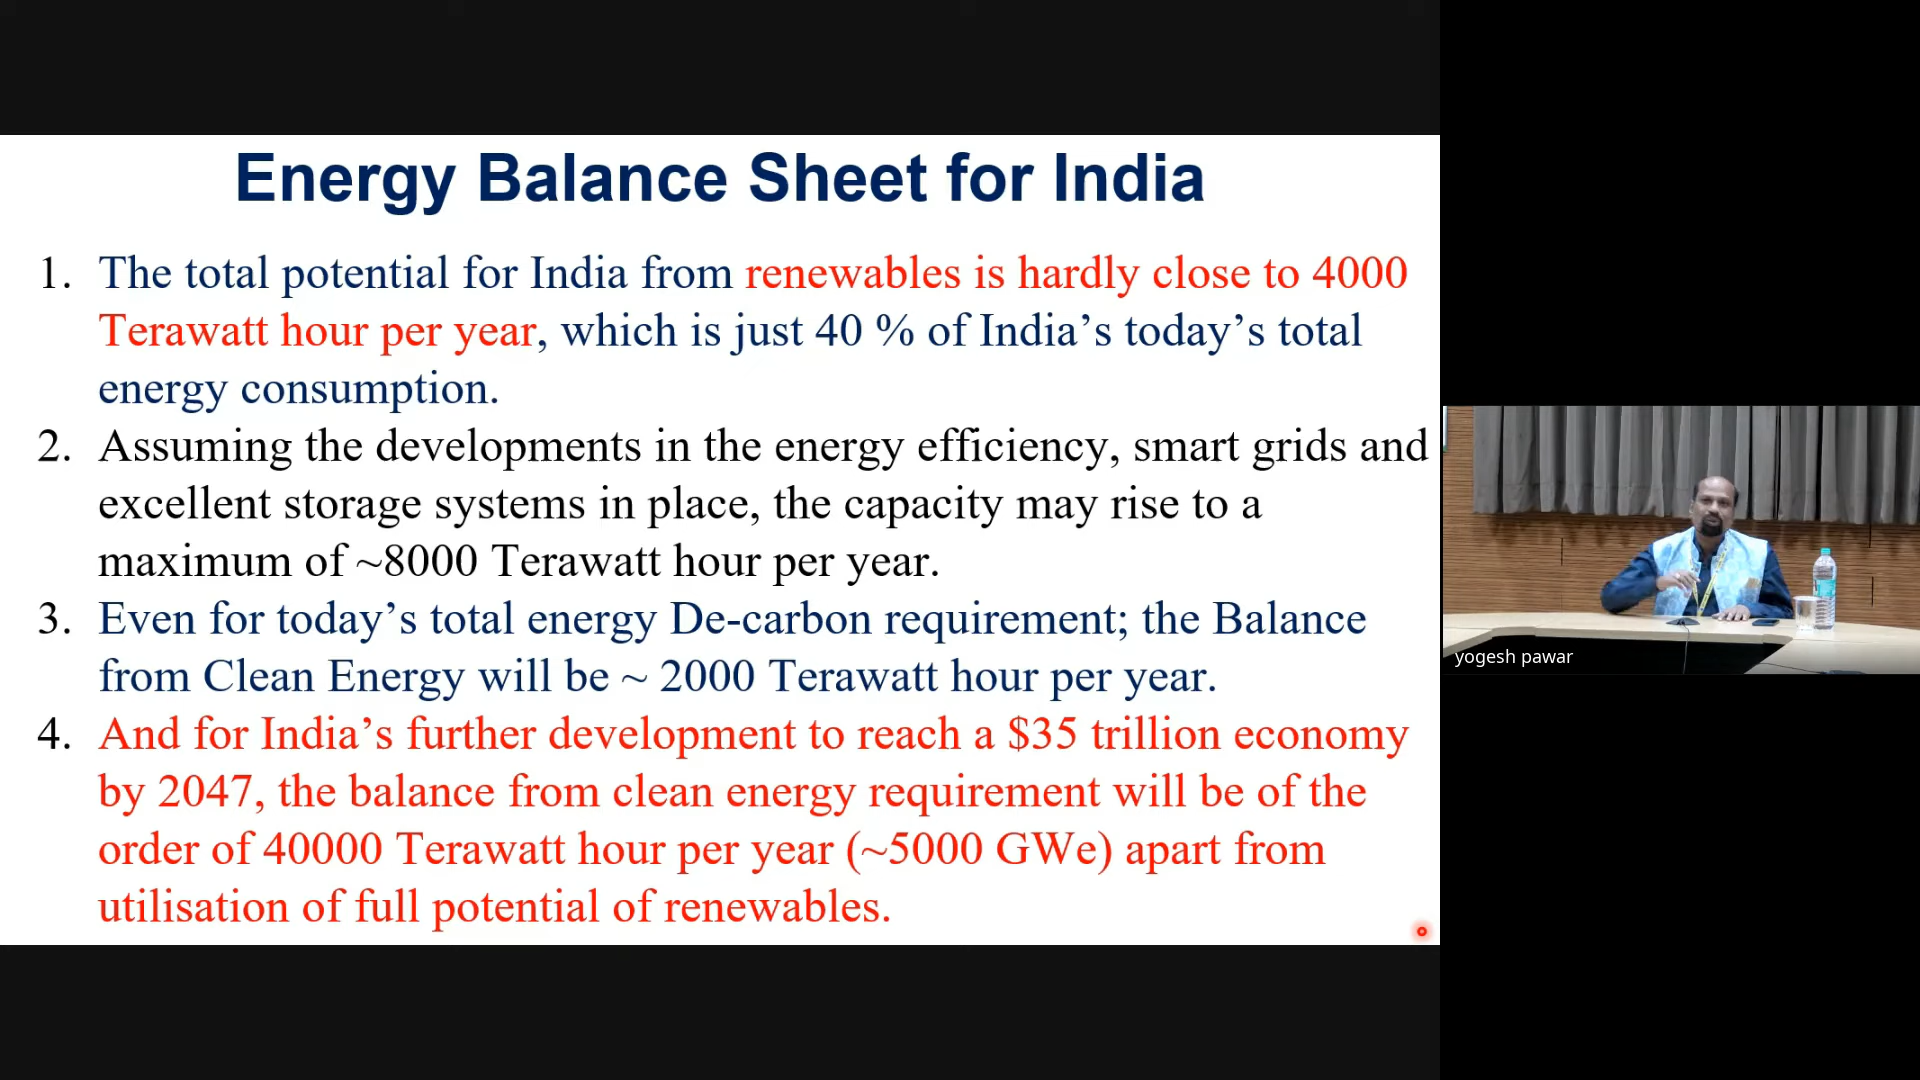 Energy Balance Sheet for India
1. The total potential for India from renewables is hardly close to 4000
Terawatt hour per year, which is just 40 % of India’s today’s total
energy consumption.
2. Assuming the developments in the energy efficiency, smart grids and
excellent storage systems in place, the capacity may rise to a
maximum of ~8000 Terawatt hour per year.
3. Even for today’s total energy De-carbon requirement; the Balance
from Clean Energy will be ~ 2000 Terawatt hour per year.
4. And for India’s further development to reach a $35 trillion economy
by 2047, the balance from clean energy requirement will be of the
order of 40000 Terawatt hour per year (~5000 GWe) apart from
utilisation of full potential of renewables.
yogesh pawar